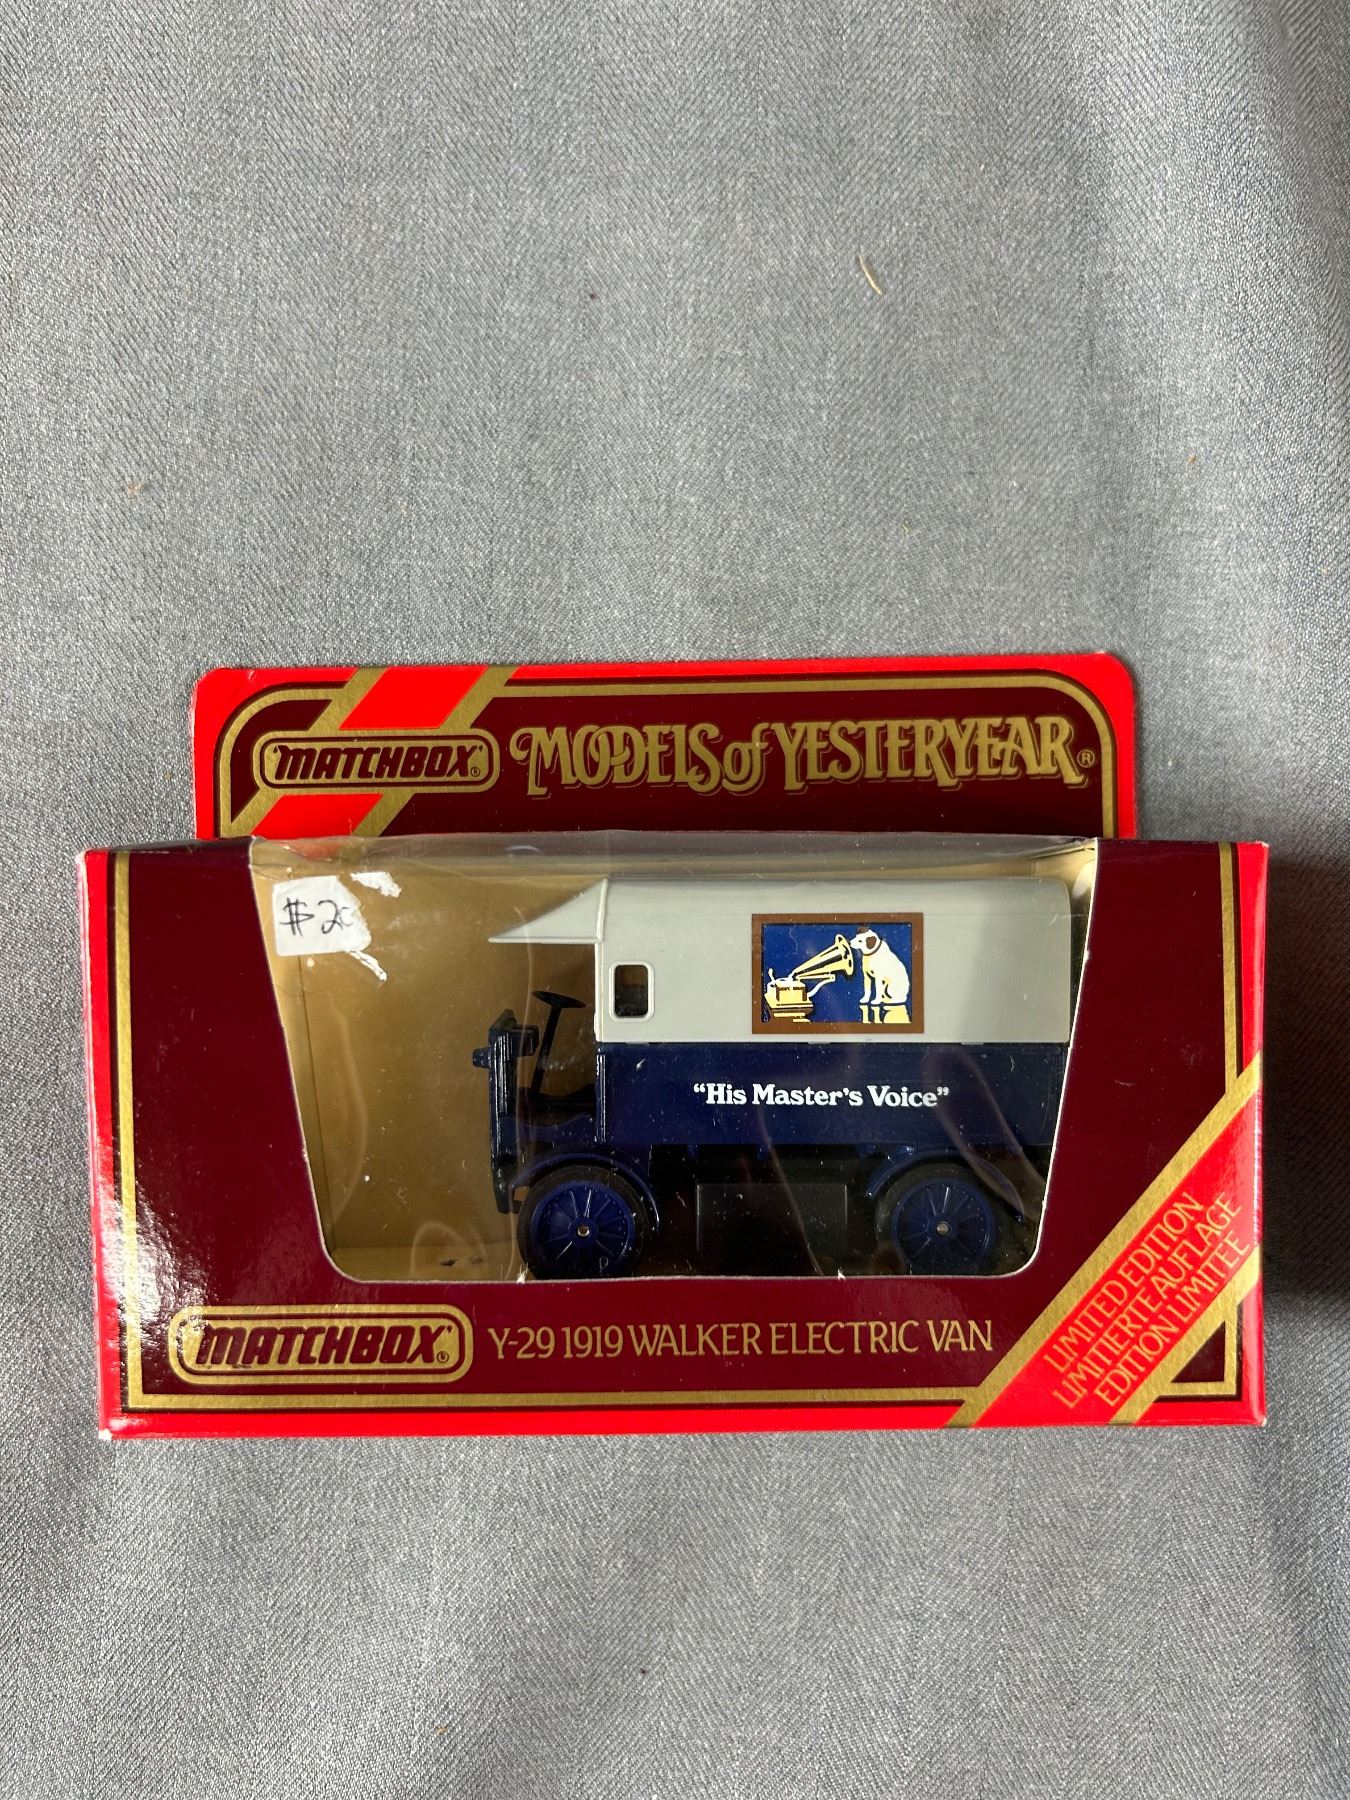 "MATCHBOX" MODELS of YESTERYEAR®
"His Master's Voice"
"MATCHBOX" Y-29 1919 WALKER ELECTRIC VAN
LIMITED EDITION
LIMITIERTE AUFLAGE
EDITION LIMITEE